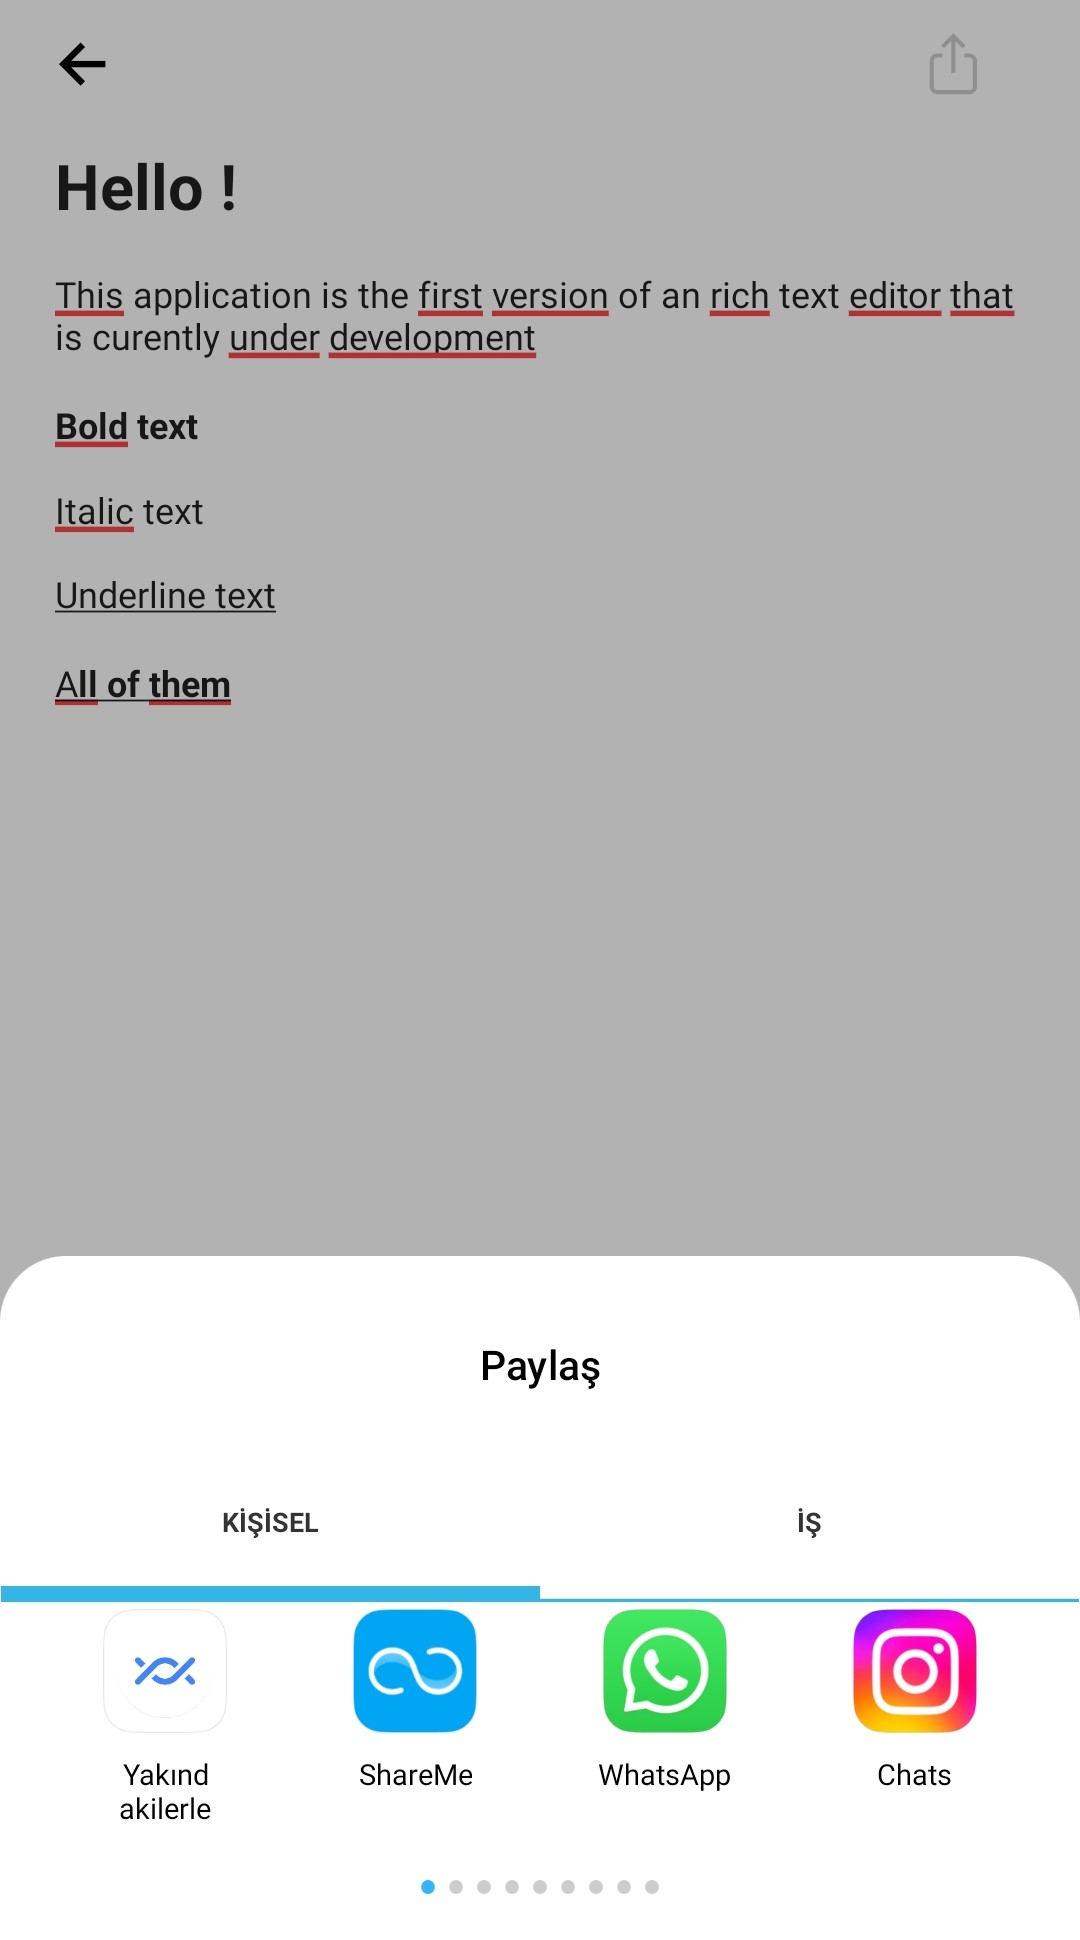 Hello !
This application is the first version of an rich text editor that
is curently under development
Bold text
Italic text
Underline text
All of them
Paylaş
KİŞİSEL
İŞ
Yakınd
akilerle
ShareMe
WhatsApp
Chats